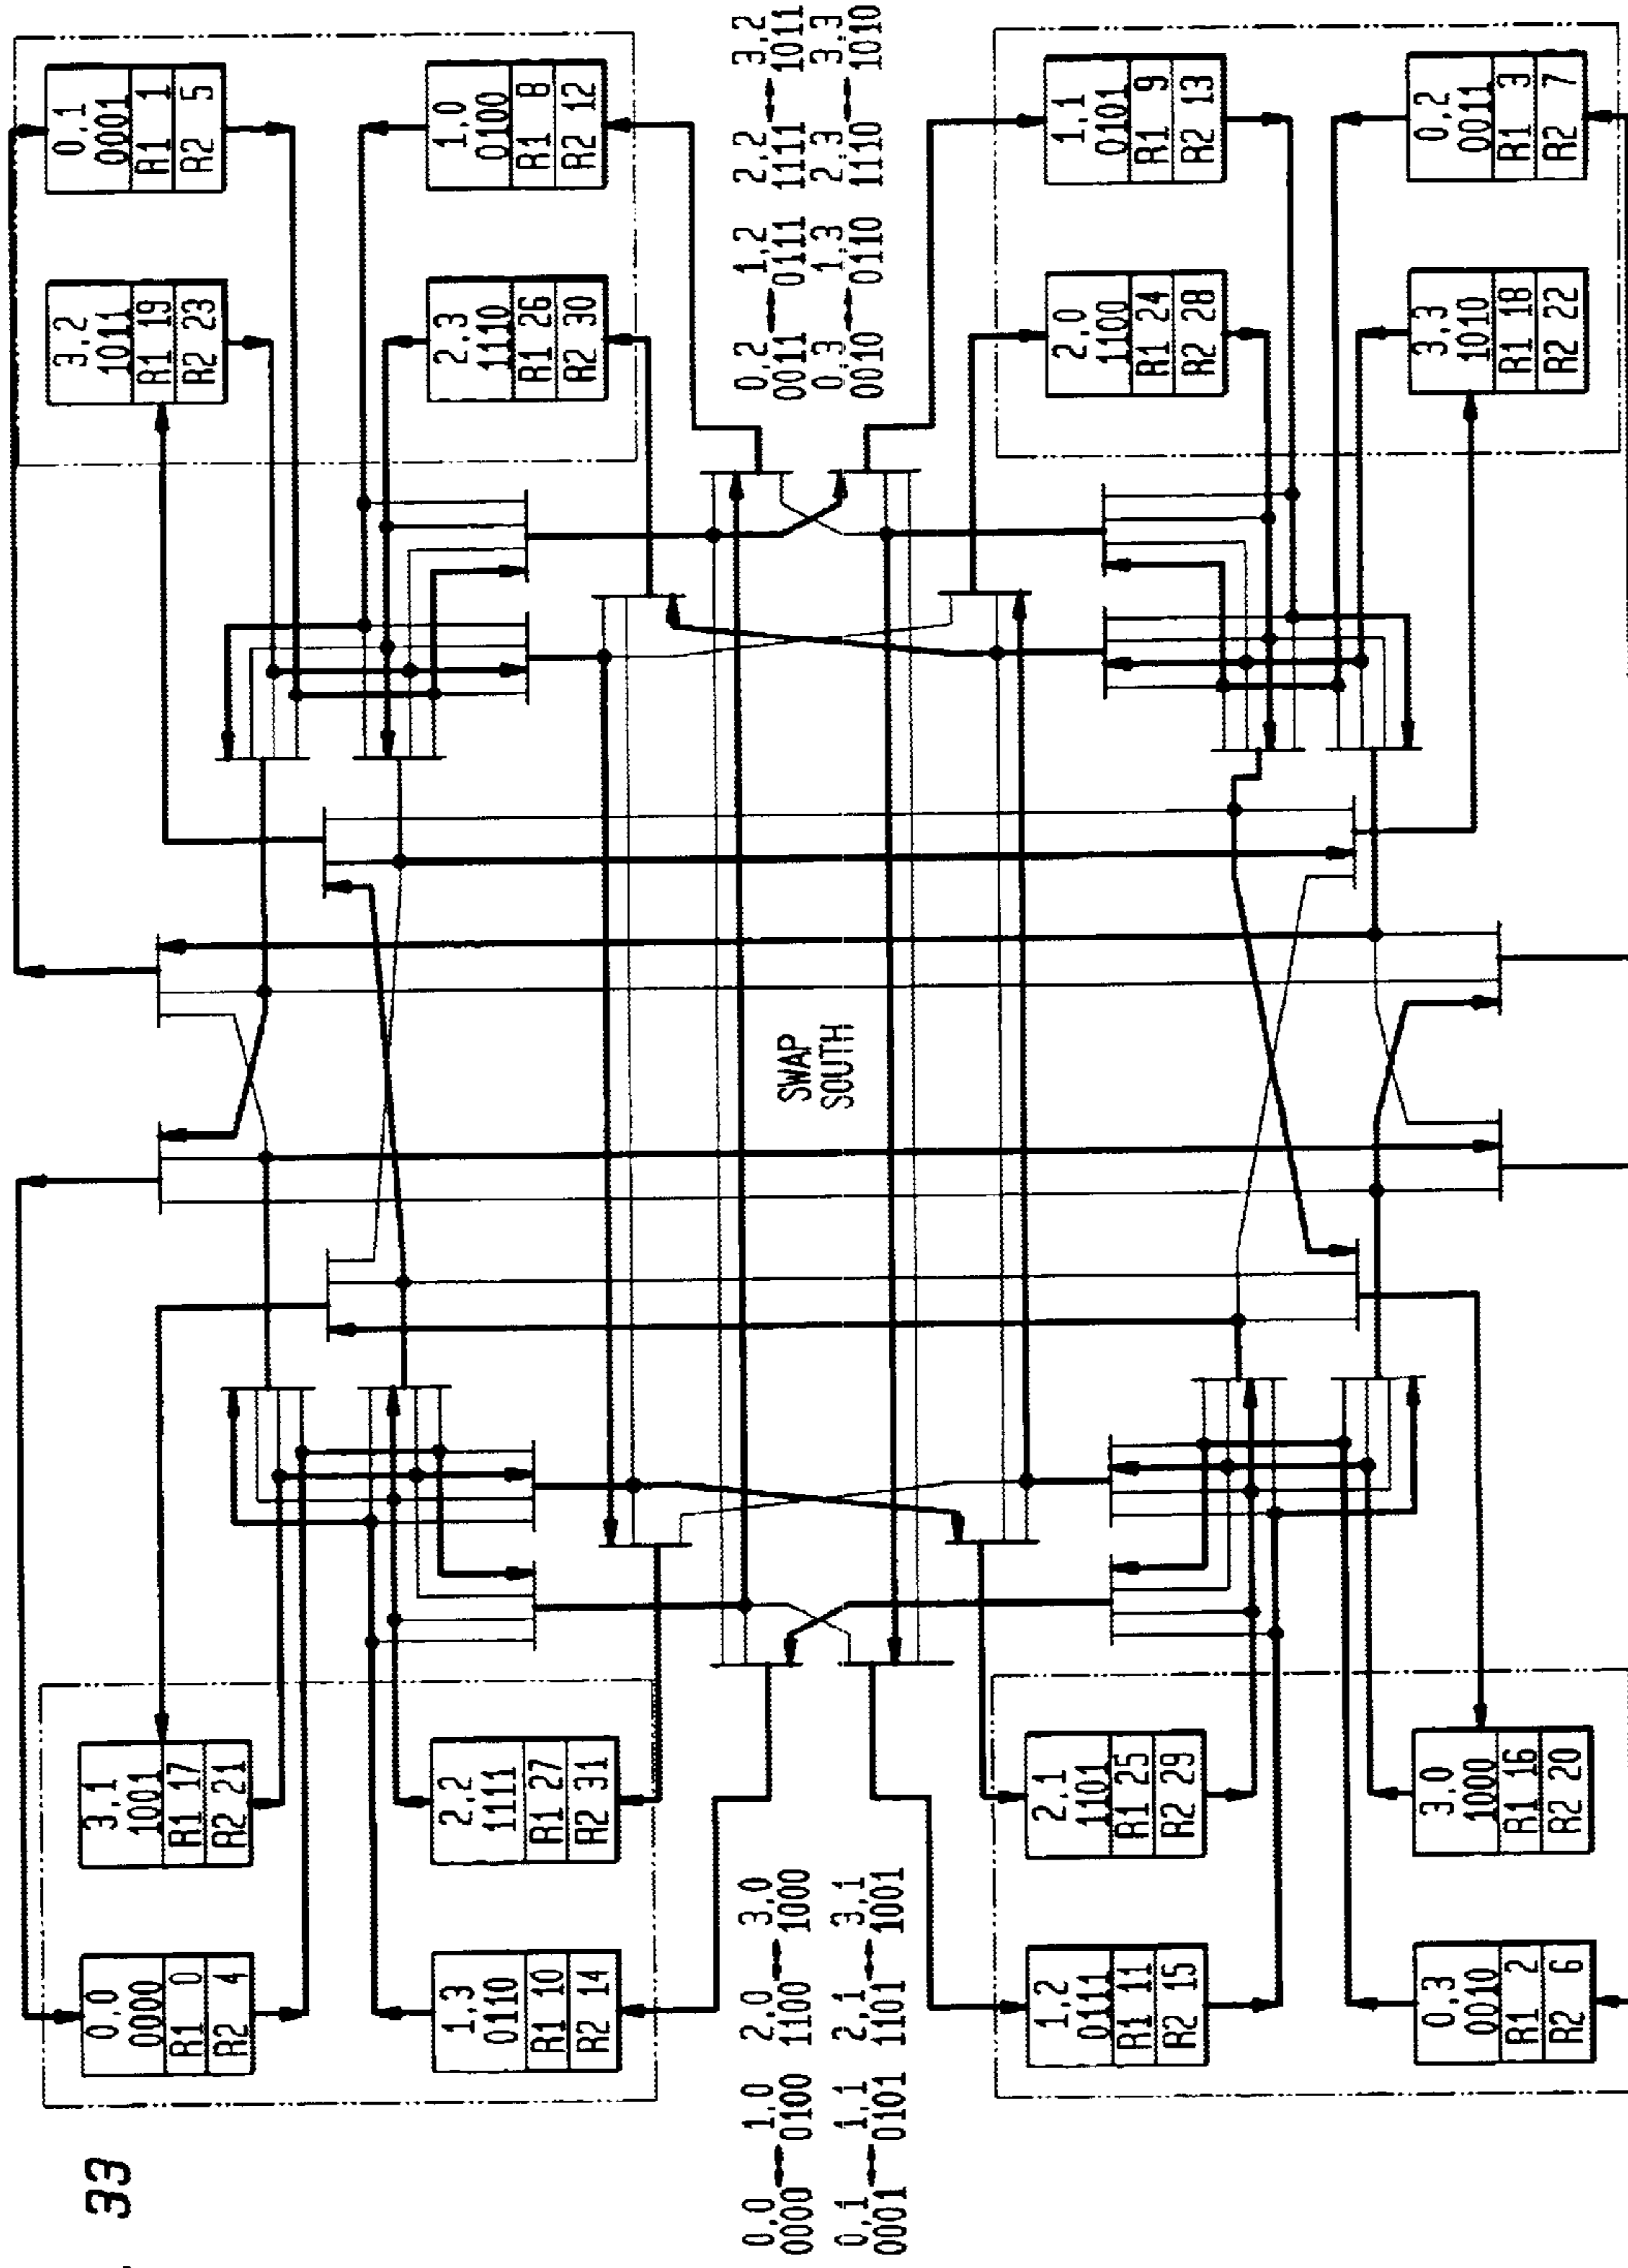 33
0,0
0000
R1 0
R2 4
3,1
1001
R1 17
R2 21
3,2
1011
R1 19
R2 23
0,1
0001
R1 1
R2 5
1,3
0110
R1 10
R2 14
2,2
1111
R1 27
R2 31
2,3
1110
R1 26
R2 30
1,0
0100
R1 8
R2 12
0,0 1,0 2,0 3,0
0000 0100 1100 1000
0,1 1,1 2,1 3,1
0001 0101 1101 1001
SWAP
SOUTH
0,2 1,2 2,2 3,2
0011 0111 1111 1011
0,3 1,3 2,3 3,3
0010 0110 1110 1010
1,2
0111
R1 11
R2 15
2,1
1101
R1 25
R2 29
2,0
1100
R1 24
R2 28
1,1
0101
R1 9
R2 13
0,3
0010
R1 2
R2 6
3,0
1000
R1 16
R2 20
3,3
1010
R1 18
R2 22
0,2
0011
R1 3
R2 7